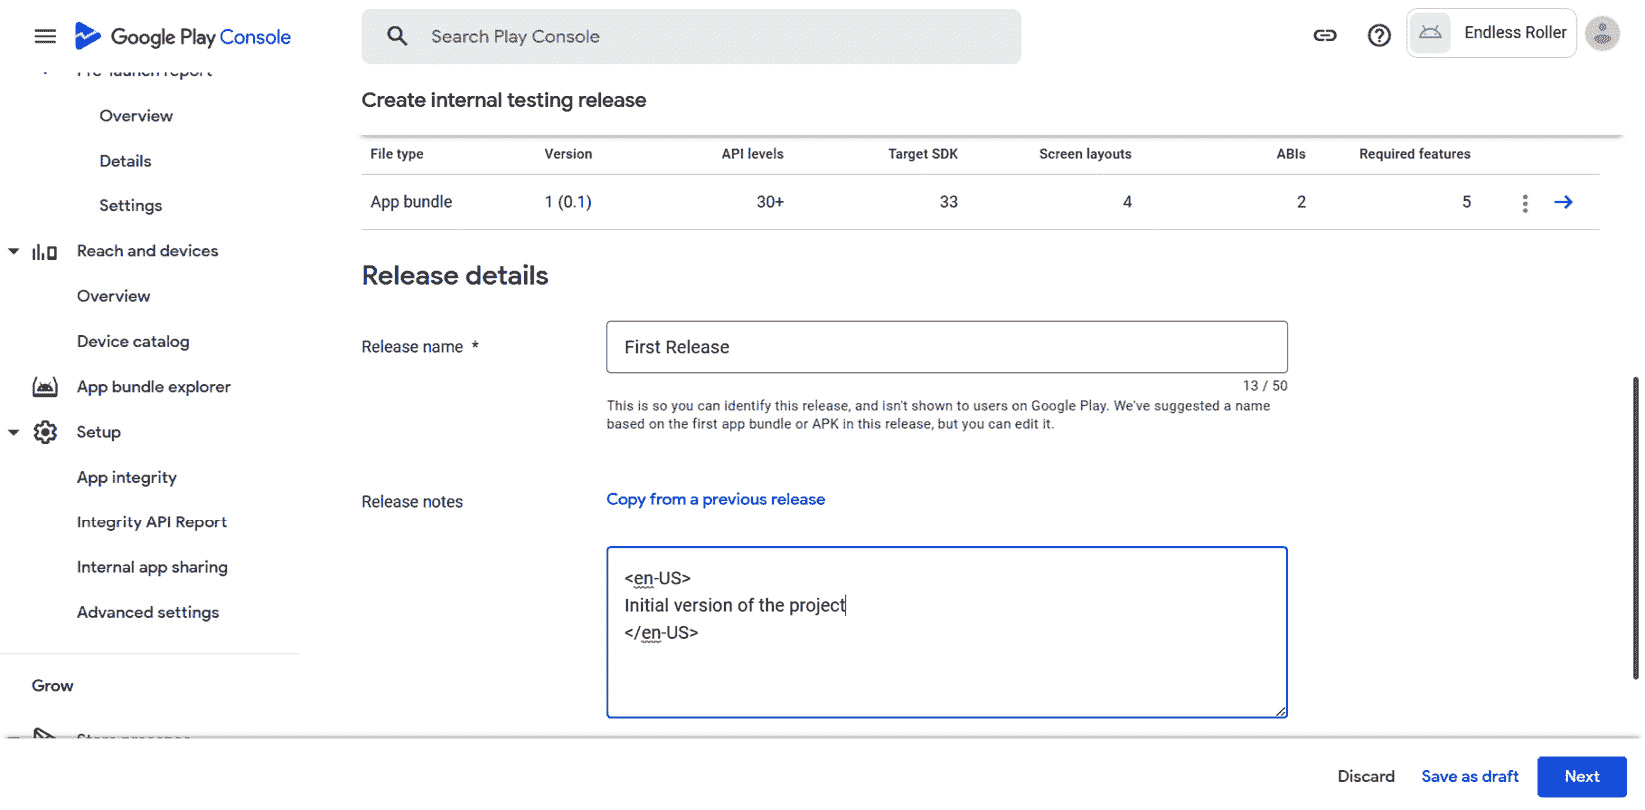 Google Play Console
Search Play Console
Endless Roller
Pre-launch report
Overview
Details
Settings
Reach and devices
Overview
Device catalog
App bundle explorer
Setup
App integrity
Integrity API Report
Internal app sharing
Advanced settings
Grow
Store presence
Create internal testing release
File type Version API levels Target SDK Screen layouts ABIs Required features
App bundle 1 (0.1) 30+ 33 4 2 5
Release details
Release name *
First Release
13 / 50
This is so you can identify this release, and isn't shown to users on Google Play. We've suggested a name
based on the first app bundle or APK in this release, but you can edit it.
Release notes
Copy from a previous release
<en-US>
Initial version of the project
</en-US>
Discard Save as draft Next